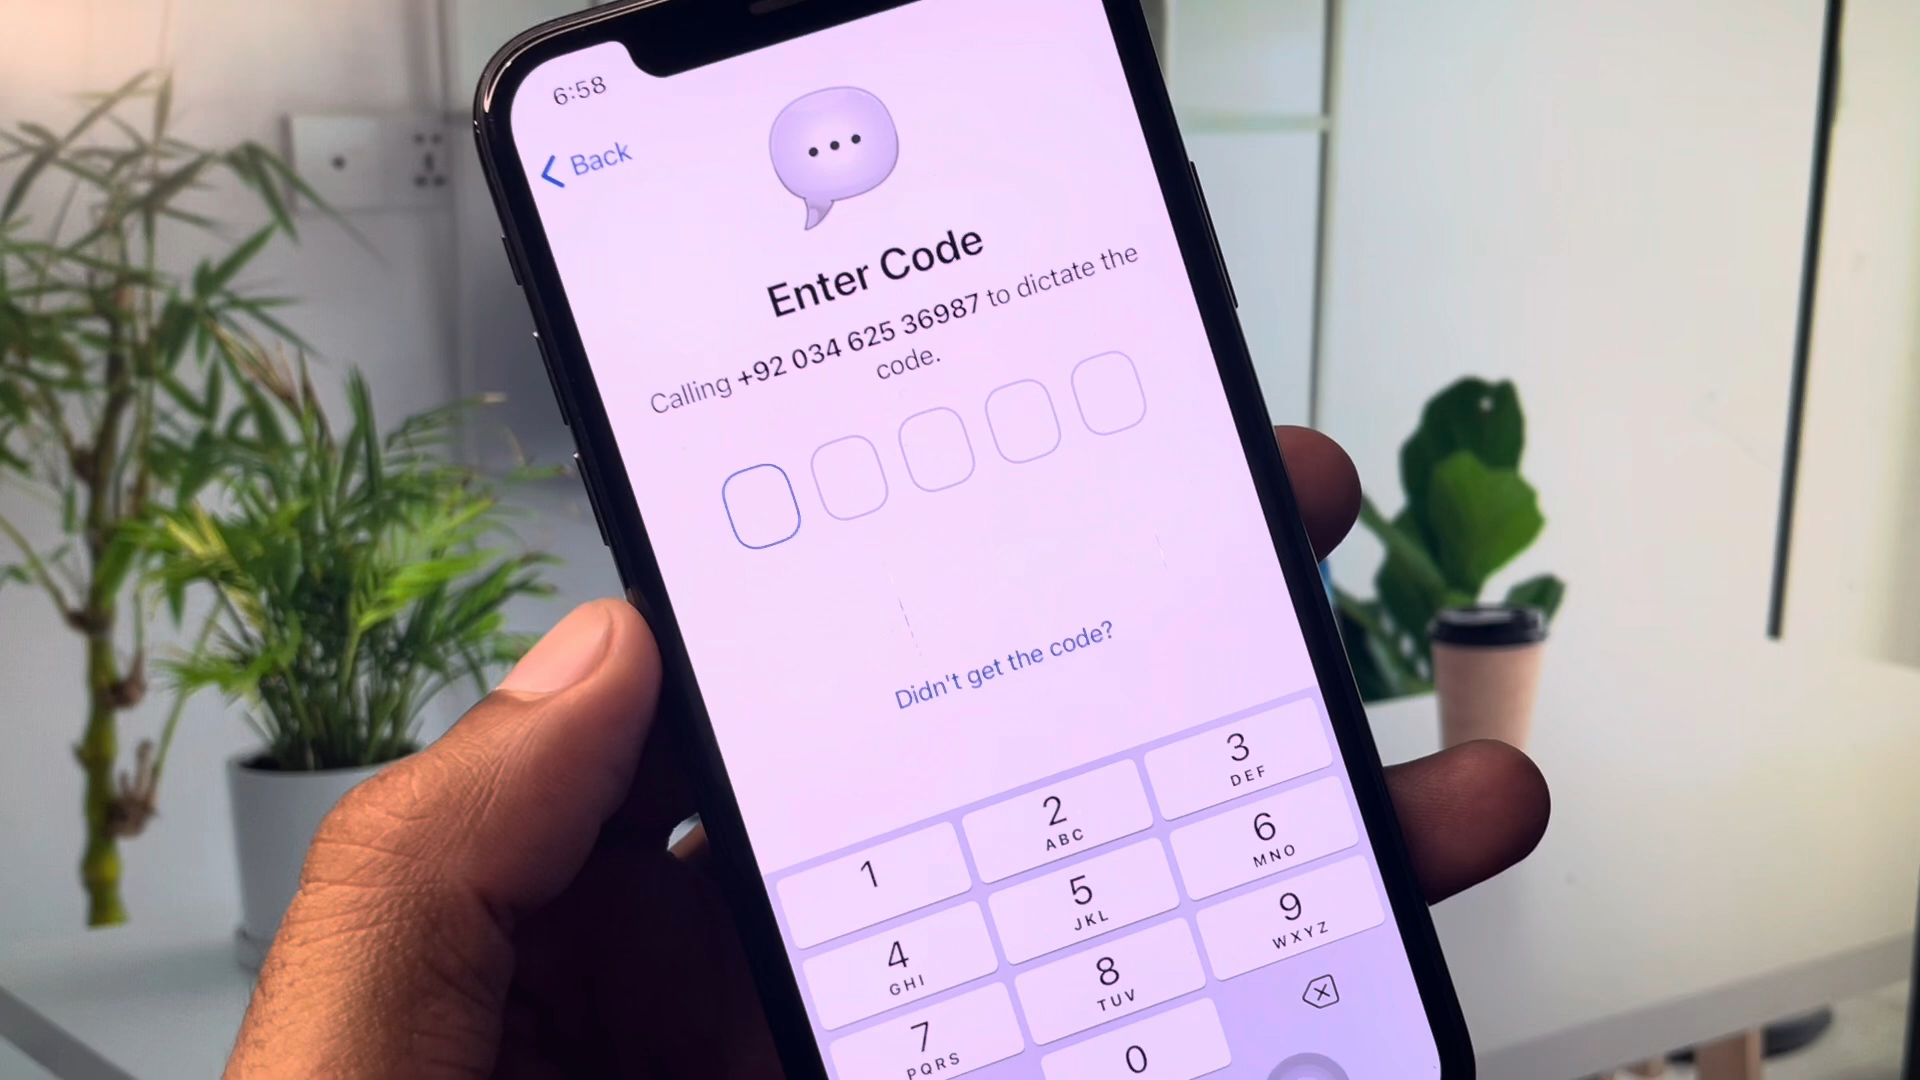 6:58
Back
Enter Code
Calling +92 034 625 36987 to dictate the
code.
Didn't get the code?
1
2
ABC
3
DEF
4
GHI
5
JKL
6
MNO
7
PQRS
8
TUV
9
WXYZ
0